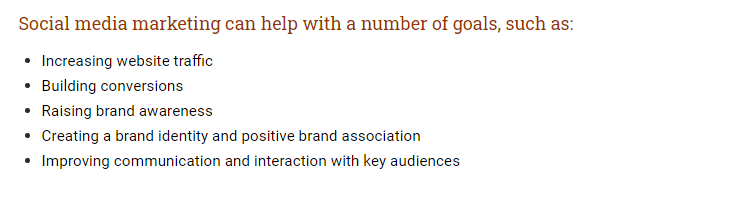 Social media marketing can help with a number of goals, such as:
• Increasing website traffic
• Building conversions
• Raising brand awareness
• Creating a brand identity and positive brand association
• Improving communication and interaction with key audiences